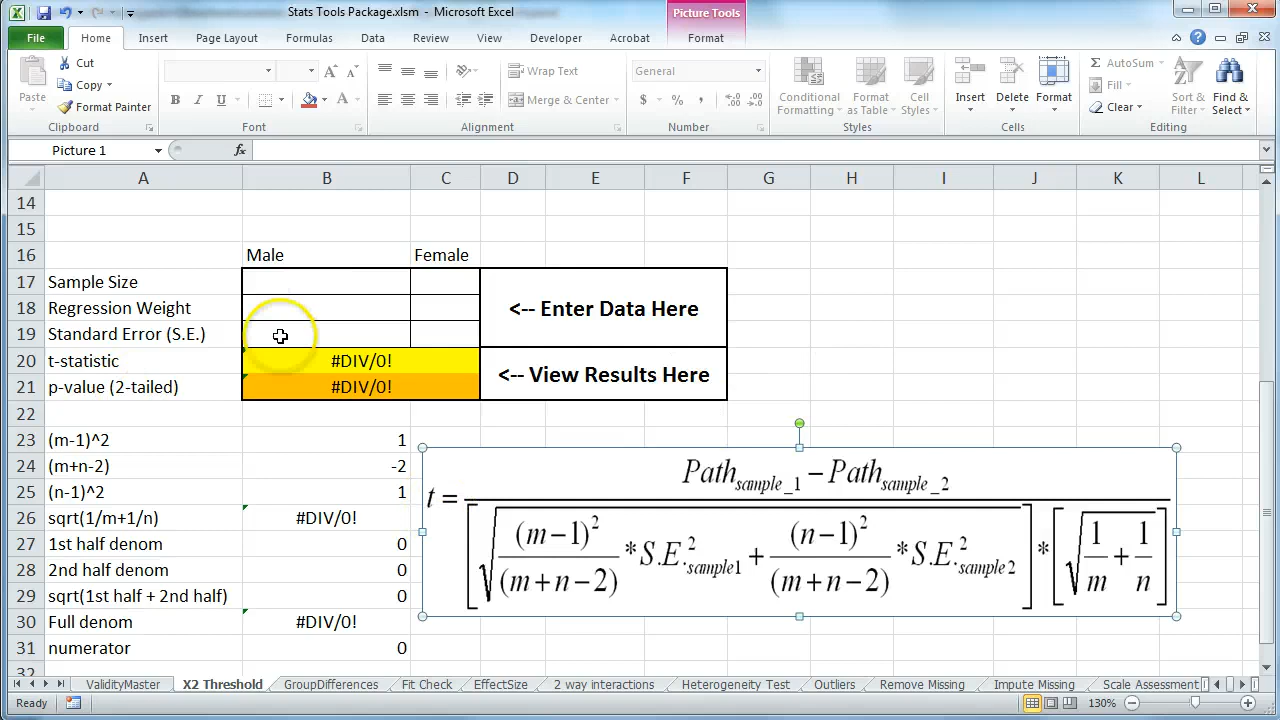 Stats Tools Package.xlsm - Microsoft Excel
Picture Tools
File Home Insert Page Layout Formulas Data Review View Developer Acrobat Format
Paste
Cut
Copy
Format Painter
Clipboard
B I U A
Font
Wrap Text
Merge & Center
Alignment
General
$ % ,
Number
Conditional Formatting
Format as Table
Cell Styles
Styles
Insert
Delete
Format
Cells
AutoSum
Fill
Clear
Sort & Filter
Find & Select
Editing
Picture 1 fx
A B C D E F G H I J K L
14
15
16 Male Female
17 Sample Size
18 Regression Weight <-- Enter Data Here
19 Standard Error (S.E.)
20 t-statistic #DIV/0!
<-- View Results Here
21 p-value (2-tailed) #DIV/0!
22
23 (m-1)^2 1
24 (m+n-2) -2
25 (n-1)^2 1
26 sqrt(1/m+1/n) #DIV/0!
27 1st half denom 0
28 2nd half denom 0
29 sqrt(1st half + 2nd half) 0
30 Full denom #DIV/0!
31 numerator 0
32
t = Path sample_1 − Path sample_2
[√ (m−1)² / (m+n−2) * S.E.² sample1 + (n−1)² / (m+n−2) * S.E.² sample2] * [√ 1/m + 1/n]
ValidityMaster X2 Threshold GroupDifferences Fit Check EffectSize 2 way interactions Heterogeneity Test Outliers Remove Missing Impute Missing Scale Assessment
Ready 130%